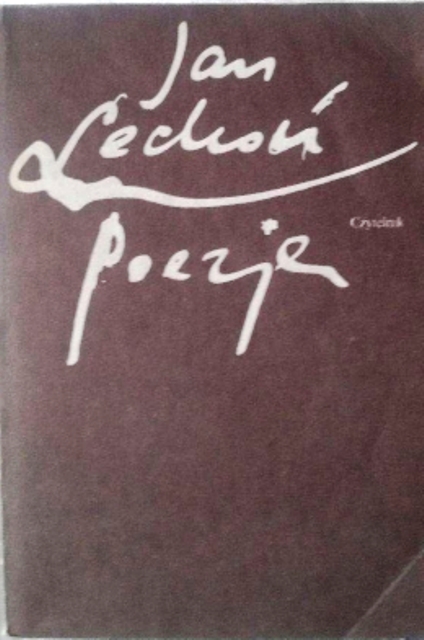 Jan
Lechoń
Czytelnik
Poezje